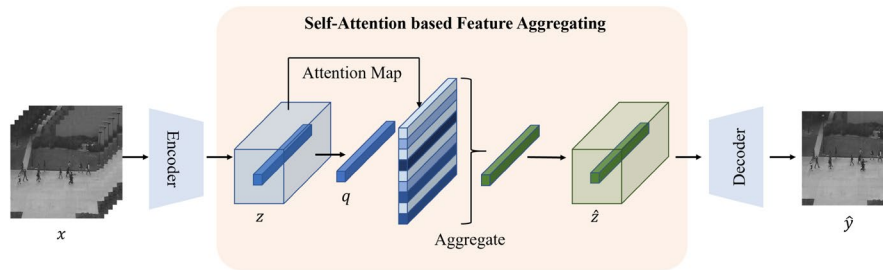 Self-Attention based Feature Aggregating
Attention Map
Encoder
Decoder
x
z
q
Aggregate
ẑ
ŷ